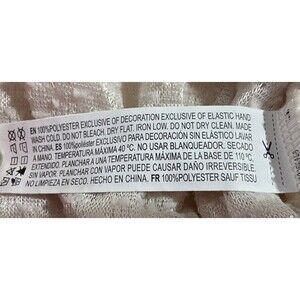 EN 100%POLYESTER EXCLUSIVE OF DECORATION EXCLUSIVE OF ELASTIC HAND
WASH COLD. DO NOT BLEACH. DRY FLAT. IRON LOW. DO NOT DRY CLEAN. MADE
IN CHINA. ES 100%poliéster EXCLUSIVO DE DECORACIÓN SIN ELÁSTICO LAVAR
A MANO. TEMPERATURA MÁXIMA 40 ºC. NO USAR BLANQUEADOR. SECADO
EXTENDIDO. PLANCHAR A TEMPERATURA MÁXIMA DE LA BASE DE 110 ºC
SIN VAPOR. PLANCHAR CON VAPOR PUEDE CAUSAR DAÑO IRREVERSIBLE.
NO LIMPIEZA EN SECO. HECHO EN CHINA. FR 100%POLYESTER SAUF TISSU